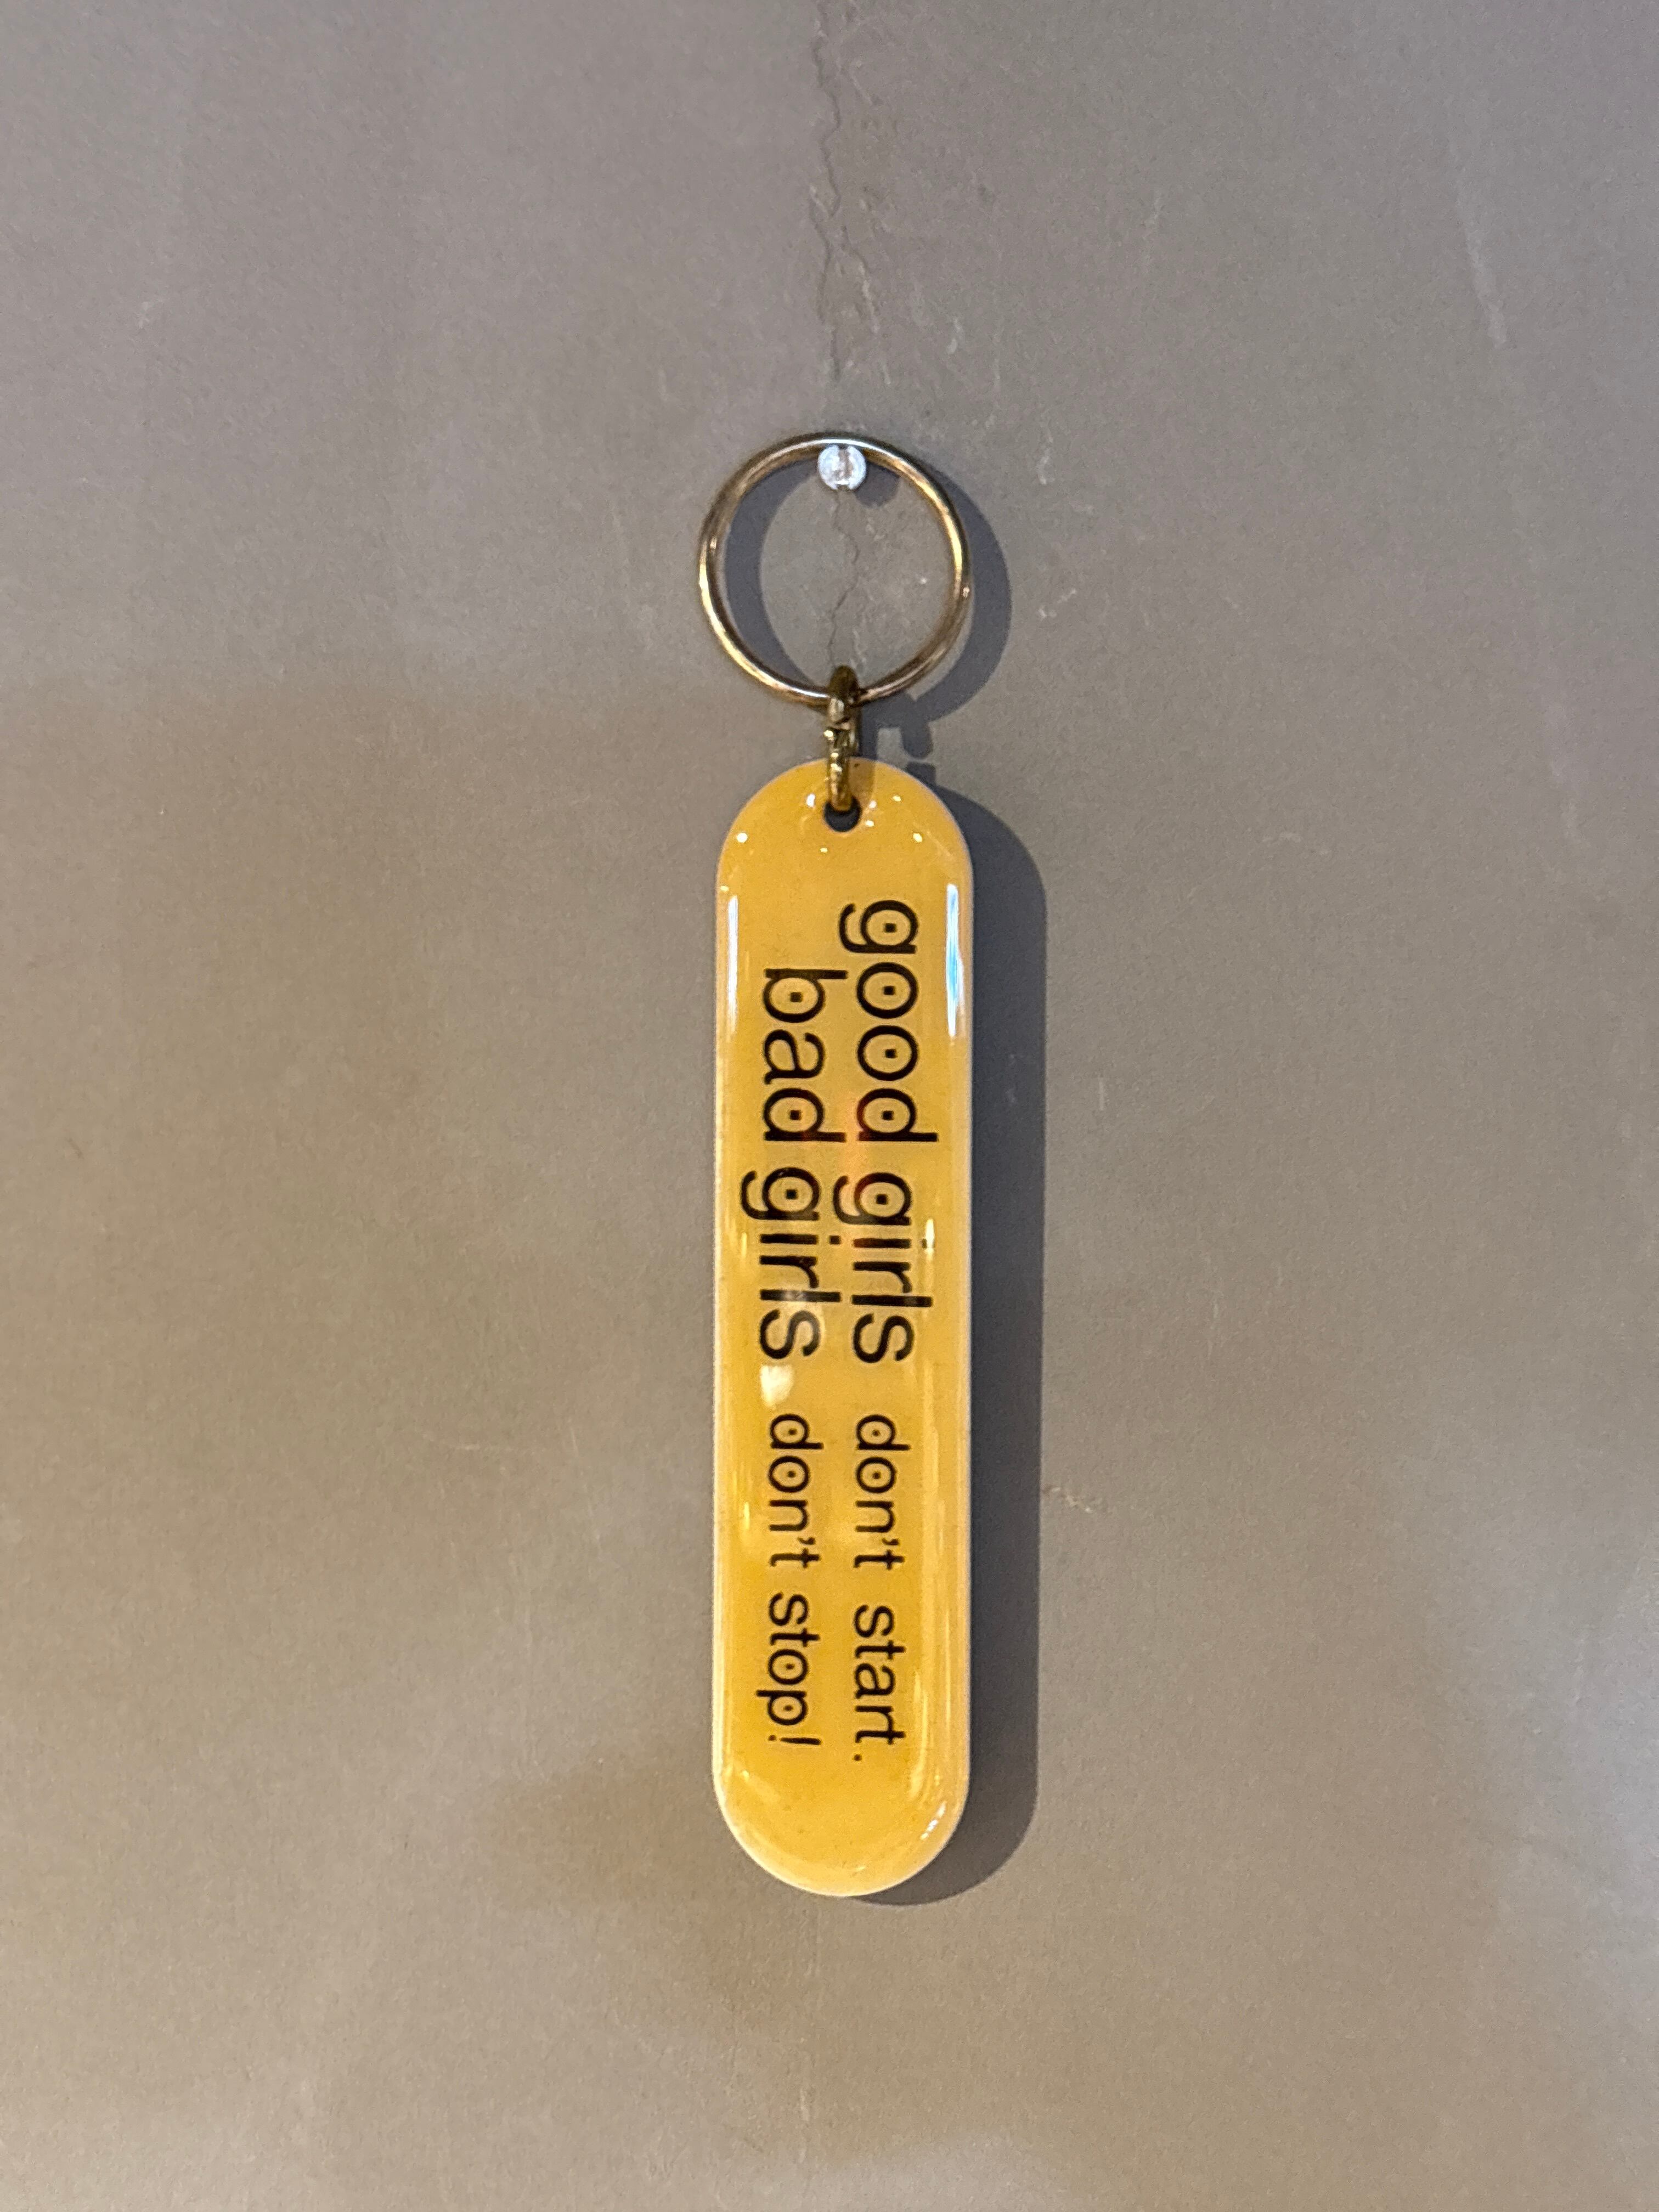 good girls don't start.
bad girls don't stop!